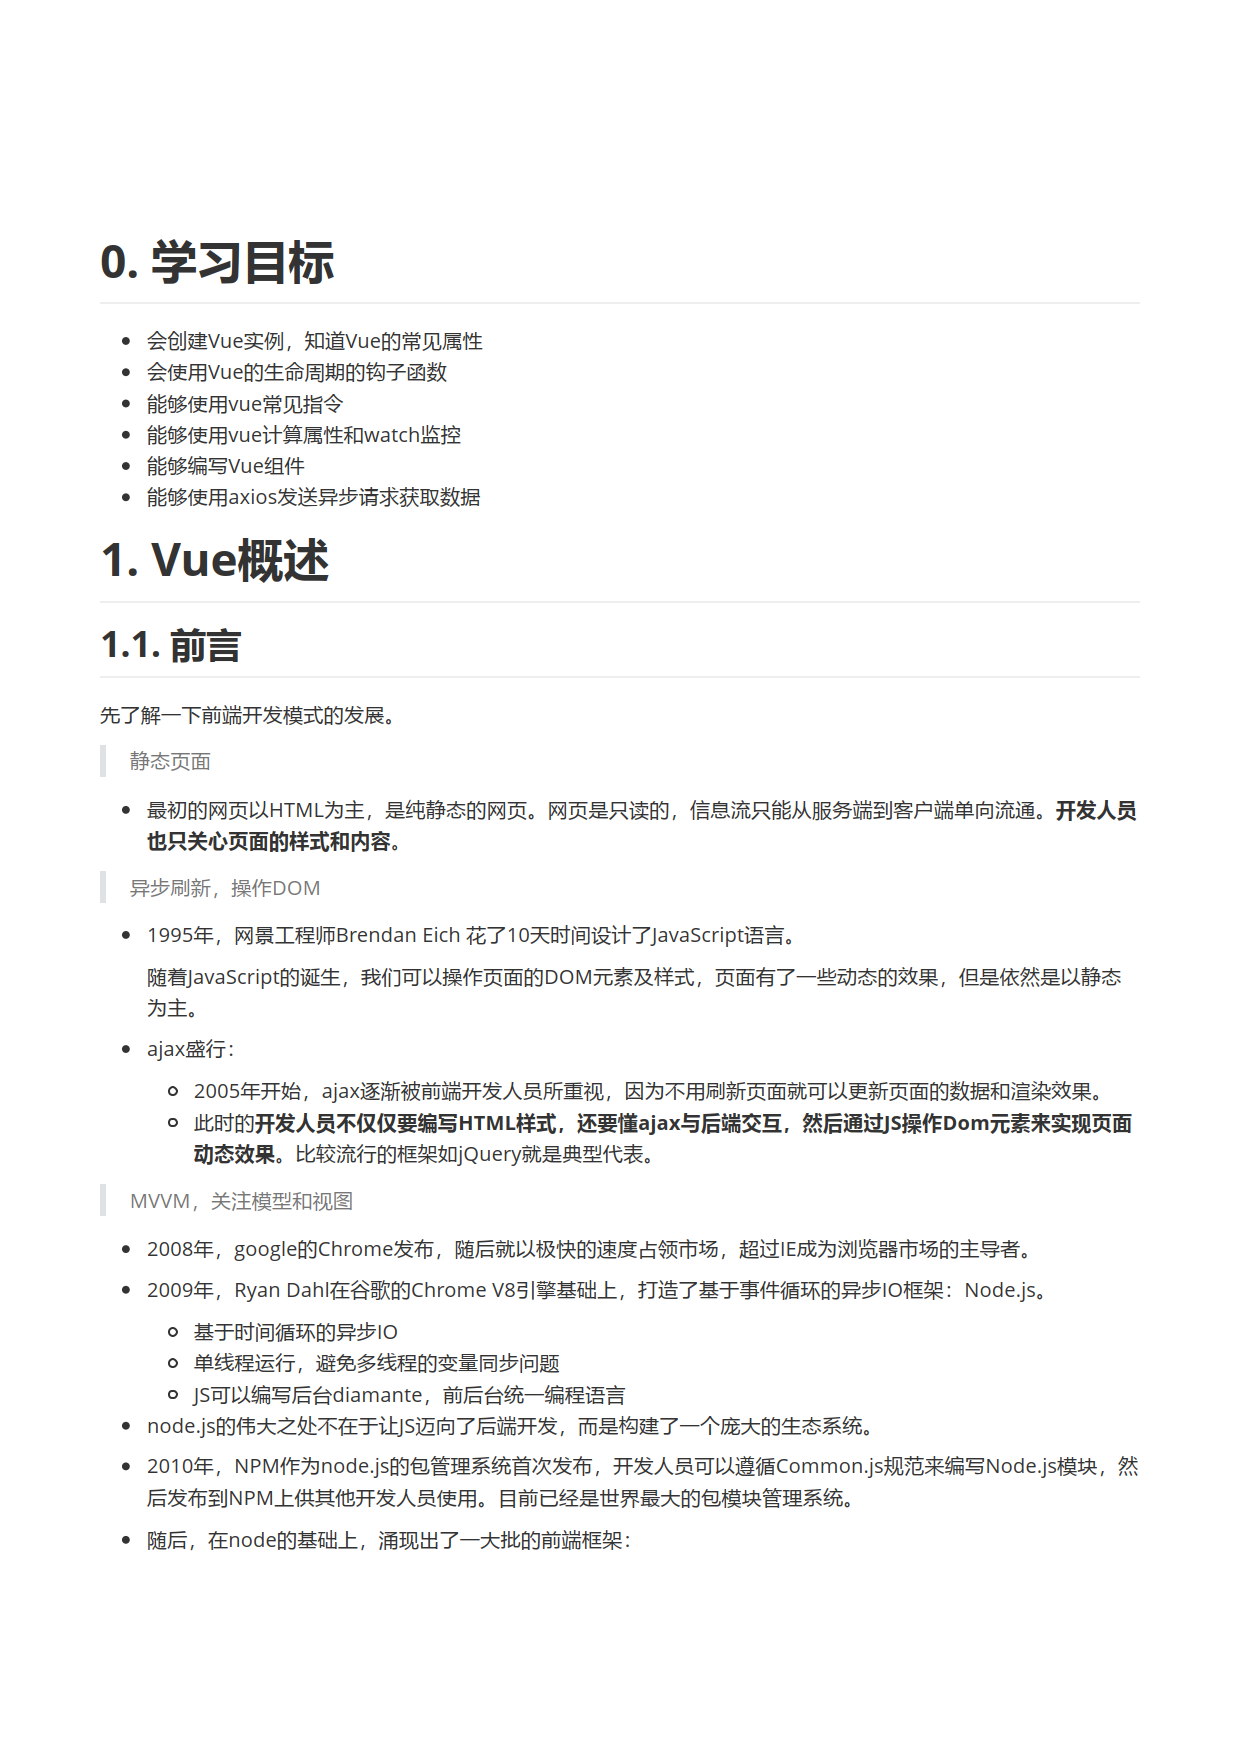 0. 学习目标
会创建Vue实例，知道Vue的常见属性
会使用Vue的生命周期的钩子函数
能够使用vue常见指令
能够使用vue计算属性和watch监控
能够编写Vue组件
能够使用axios发送异步请求获取数据
1. Vue概述
1.1. 前言
先了解一下前端开发模式的发展。
静态页面
最初的网页以HTML为主，是纯静态的网页。网页是只读的，信息流只能从服务端到客户端单向流通。开发人员
也只关心页面的样式和内容。
异步刷新，操作DOM
1995年，网景工程师Brendan Eich 花了10天时间设计了JavaScript语言。
随着JavaScript的诞生，我们可以操作页面的DOM元素及样式，页面有了一些动态的效果，但是依然是以静态
为主。
ajax盛行：
2005年开始，ajax逐渐被前端开发人员所重视，因为不用刷新页面就可以更新页面的数据和渲染效果。
此时的开发人员不仅仅要编写HTML样式，还要懂ajax与后端交互，然后通过JS操作Dom元素来实现页面
动态效果。比较流行的框架如jQuery就是典型代表。
MVVM，关注模型和视图
2008年，google的Chrome发布，随后就以极快的速度占领市场，超过IE成为浏览器市场的主导者。
2009年，Ryan Dahl在谷歌的Chrome V8引擎基础上，打造了基于事件循环的异步IO框架：Node.js。
基于时间循环的异步IO
单线程运行，避免多线程的变量同步问题
JS可以编写后台diamante，前后台统一编程语言
node.js的伟大之处不在于让JS迈向了后端开发，而是构建了一个庞大的生态系统。
2010年，NPM作为node.js的包管理系统首次发布，开发人员可以遵循Common.js规范来编写Node.js模块，然
后发布到NPM上供其他开发人员使用。目前已经是世界最大的包模块管理系统。
随后，在node的基础上，涌现出了一大批的前端框架：